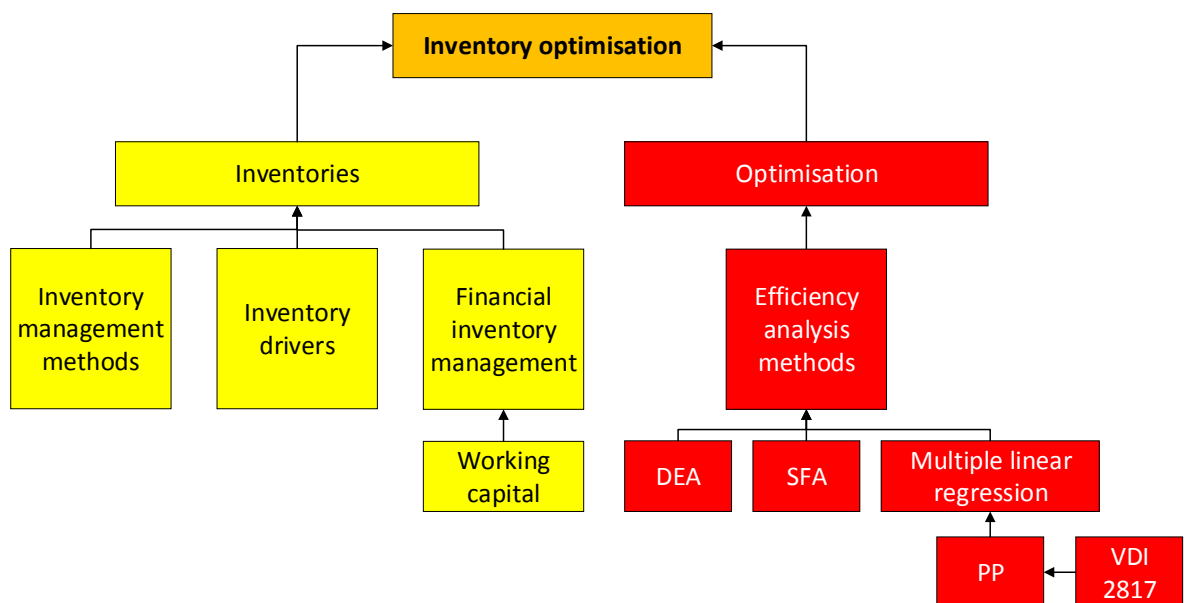 Inventory optimisation
Inventories
Optimisation
Inventory
management
methods
Inventory
drivers
Financial
inventory
management
Efficiency
analysis
methods
Working
capital
DEA
SFA
Multiple linear
regression
PP
VDI
2817